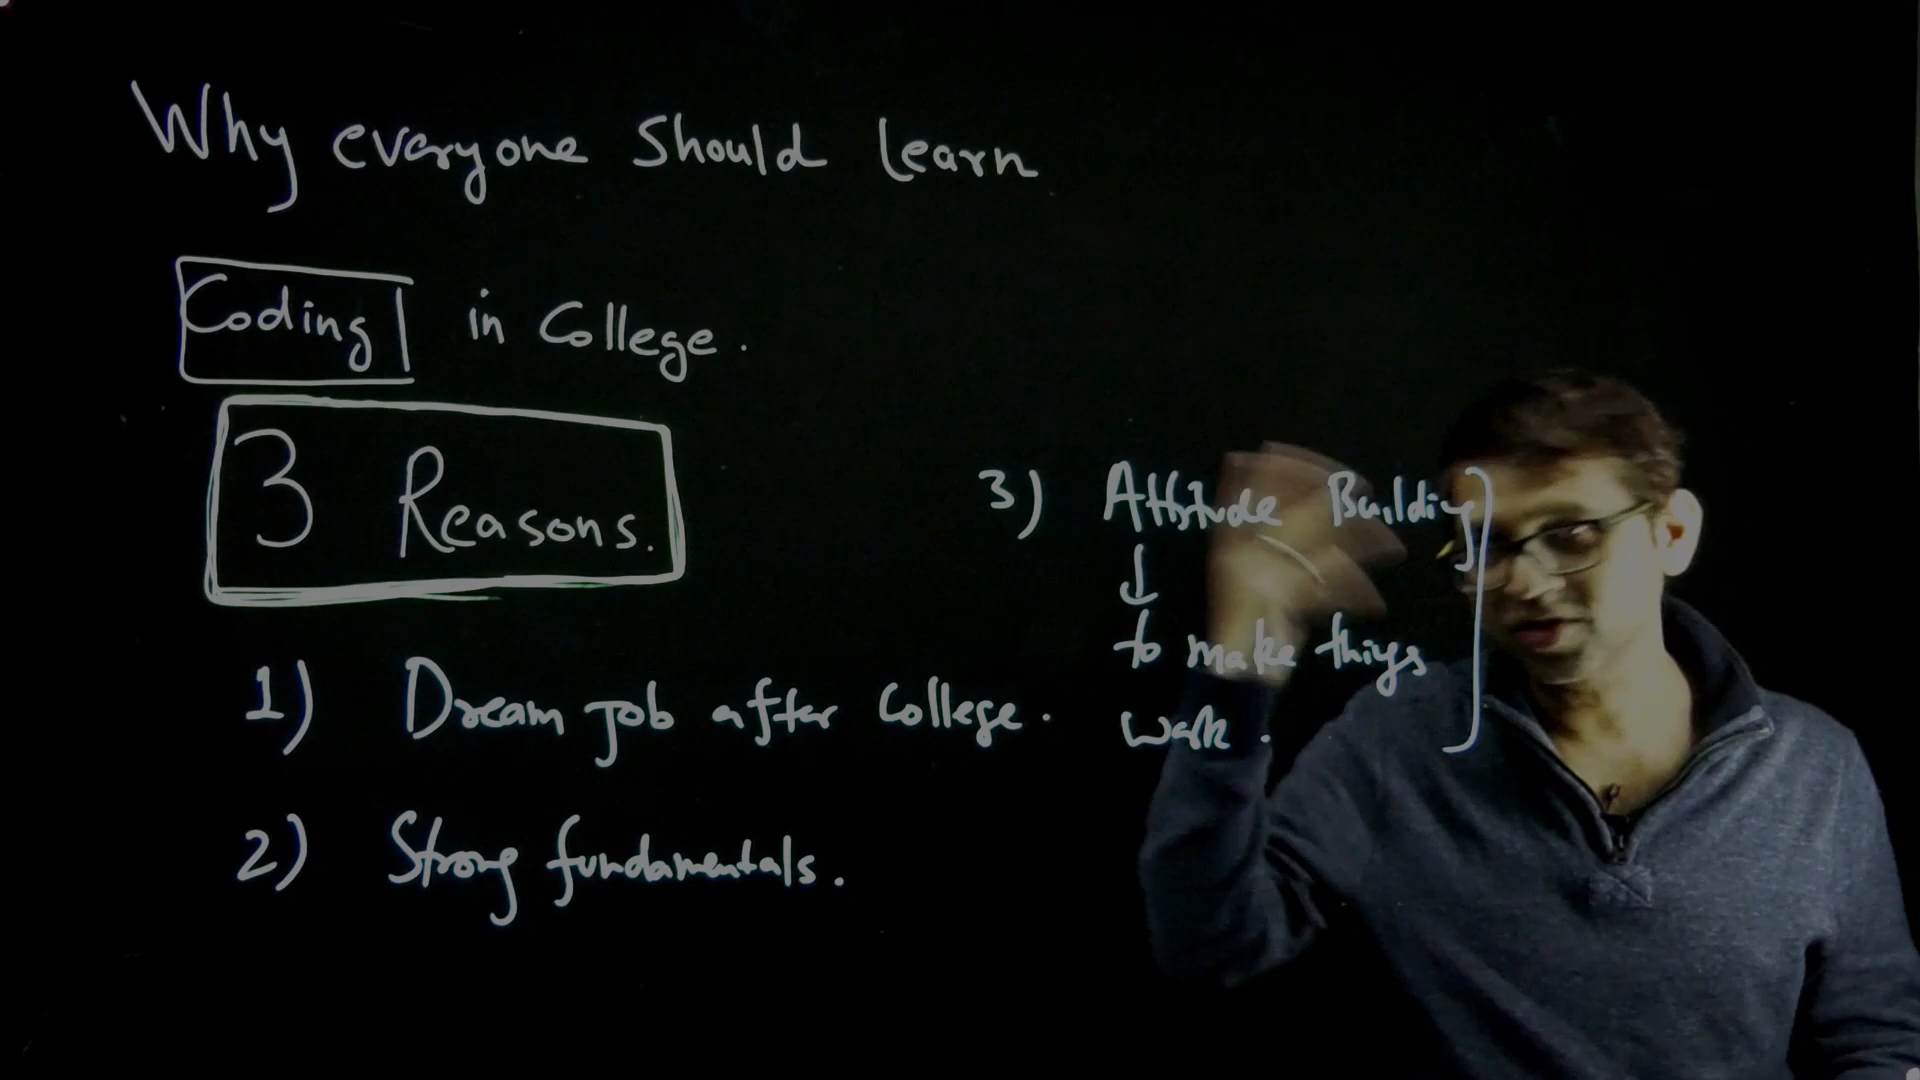 Why everyone should learn
Coding in College.
3 Reasons.
1) Dream job after College.
2) Strong fundamentals.
3) Attitude Building
↓
to make things
work.